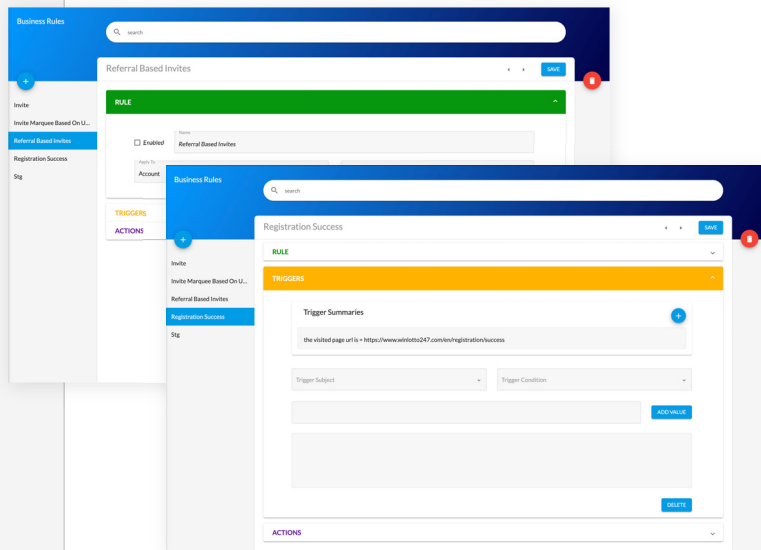 Business Rules
search
Referral Based Invites
SAVE
+
RULE
Invite
Invite Marquee Based On U...
Referral Based Invites
Registration Success
Stg
Enabled
Name
Referral Based Invites
Apply To
Account
TRIGGERS
ACTIONS
Business Rules
search
Registration Success
SAVE
+
RULE
Invite
Invite Marquee Based On U...
Referral Based Invites
Registration Success
Stg
TRIGGERS
Trigger Summaries
+
the visited page url is = https://www.winlotto247.com/en/registration/success
Trigger Subject
Trigger Condition
ADD VALUE
DELETE
ACTIONS